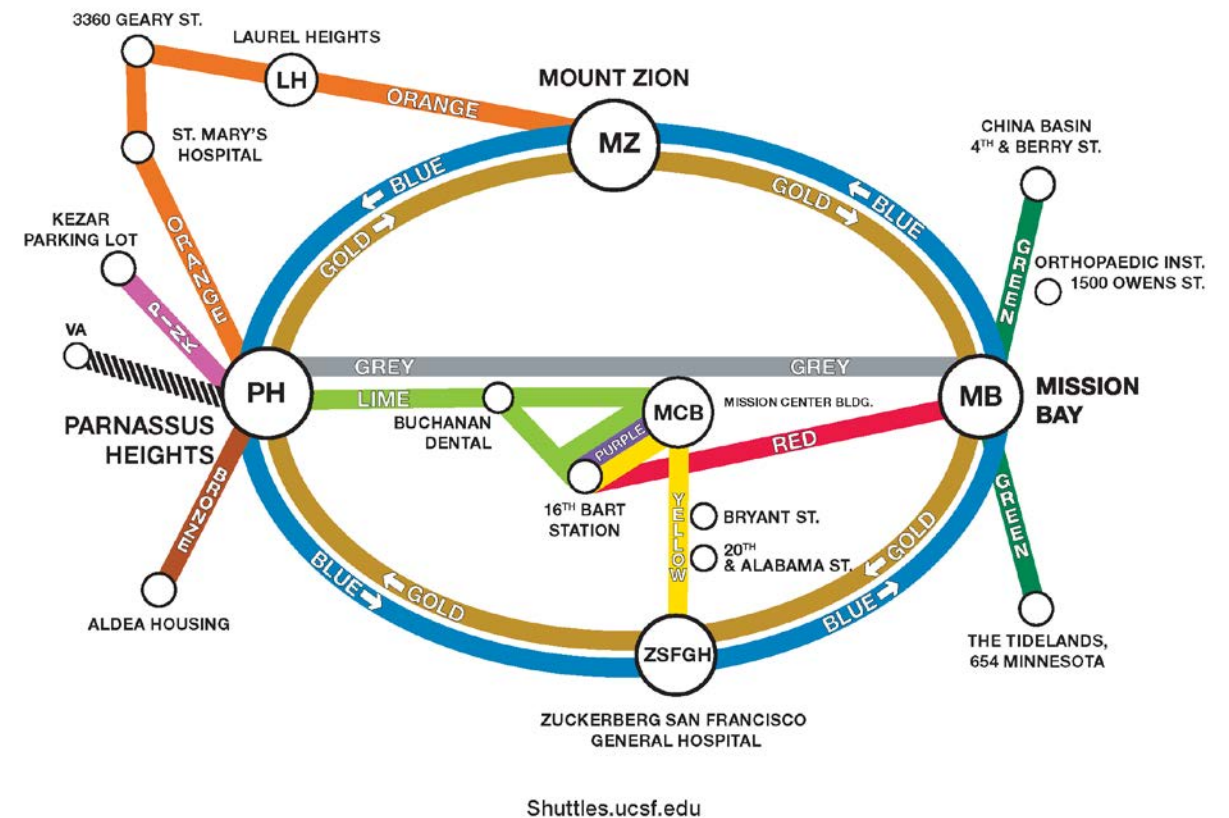 3360 GEARY ST.
LAUREL HEIGHTS
LH
ORANGE
MOUNT ZION
MZ
ST. MARY'S
HOSPITAL
CHINA BASIN
4TH & BERRY ST.
BLUE
GOLD
GOLD
BLUE
KEZAR
PARKING LOT
ORANGE
PINK
GREEN
ORTHOPAEDIC INST.
1500 OWENS ST.
VA
PH
GREY
GREY
LIME
PARNASSUS
HEIGHTS
BUCHANAN
DENTAL
MCB
MISSION CENTER BLDG.
MB
MISSION
BAY
PURPLE
RED
16TH BART
STATION
YELLOW
BRYANT ST.
20TH
& ALABAMA ST.
BRONZE
GREEN
ALDEA HOUSING
BLUE
GOLD
GOLD
BLUE
ZSFGH
THE TIDELANDS,
654 MINNESOTA
ZUCKERBERG SAN FRANCISCO
GENERAL HOSPITAL
Shuttles.ucsf.edu